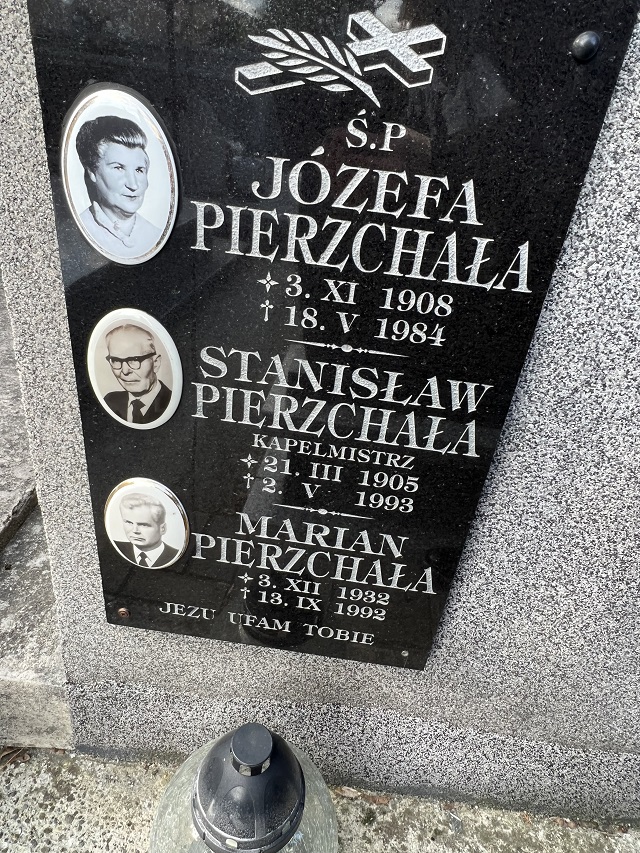 Ś.P
JÓZEFA
PIERZCHAŁA
3. XI 1908
† 18. V 1984
STANISŁAW
PIERZCHAŁA
KAPELMISTRZ
21. III 1905
† 2. V 1993
MARIAN
PIERZCHAŁA
3. XII 1932
† 13. IX 1992
JEZU UFAM TOBIE